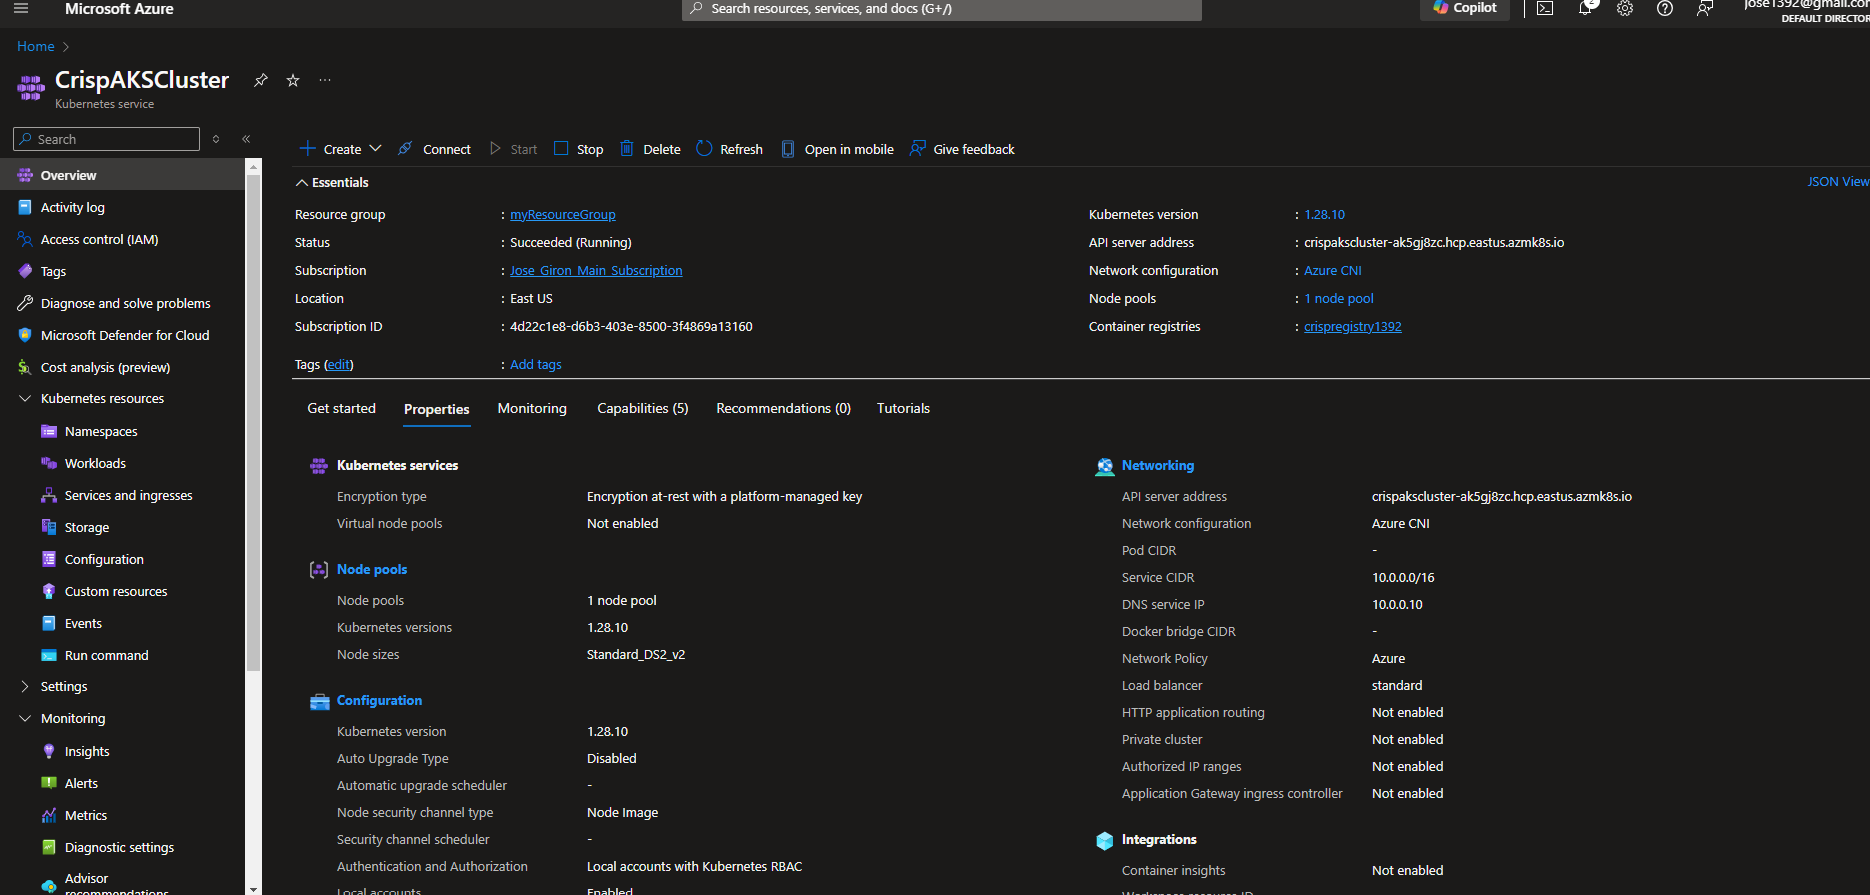 Microsoft Azure
Search resources, services, and docs (G+/)
Copilot
2
DEFAULT DIRECTOR
Home
CrispAKSCluster
Kubernetes service
Search
Overview
Activity log
Access control (IAM)
Tags
Diagnose and solve problems
Microsoft Defender for Cloud
Cost analysis (preview)
Kubernetes resources
Namespaces
Workloads
Services and ingresses
Storage
Configuration
Custom resources
Events
Run command
Settings
Monitoring
Insights
Alerts
Metrics
Diagnostic settings
Advisor
recommendations
Create
Connect
Start
Stop
Delete
Refresh
Open in mobile
Give feedback
Essentials
JSON View
Resource group : myResourceGroup
Status : Succeeded (Running)
Subscription : Jose_Giron_Main_Subscription
Location : East US
Subscription ID : 4d22c1e8-d6b3-403e-8500-3f4869a13160
Kubernetes version : 1.28.10
API server address : crispakscluster-ak5gj8zc.hcp.eastus.azmk8s.io
Network configuration : Azure CNI
Node pools : 1 node pool
Container registries : crispregistry1392
Tags (edit) : Add tags
Get started
Properties
Monitoring
Capabilities (5)
Recommendations (0)
Tutorials
Kubernetes services
Encryption type Encryption at-rest with a platform-managed key
Virtual node pools Not enabled
Node pools
Node pools 1 node pool
Kubernetes versions 1.28.10
Node sizes Standard_DS2_v2
Configuration
Kubernetes version 1.28.10
Auto Upgrade Type Disabled
Automatic upgrade scheduler -
Node security channel type Node Image
Security channel scheduler -
Authentication and Authorization Local accounts with Kubernetes RBAC
Local accounts Enabled
Networking
API server address crispakscluster-ak5gj8zc.hcp.eastus.azmk8s.io
Network configuration Azure CNI
Pod CIDR -
Service CIDR 10.0.0.0/16
DNS service IP 10.0.0.10
Docker bridge CIDR -
Network Policy Azure
Load balancer standard
HTTP application routing Not enabled
Private cluster Not enabled
Authorized IP ranges Not enabled
Application Gateway ingress controller Not enabled
Integrations
Container insights Not enabled
Workspace resource ID